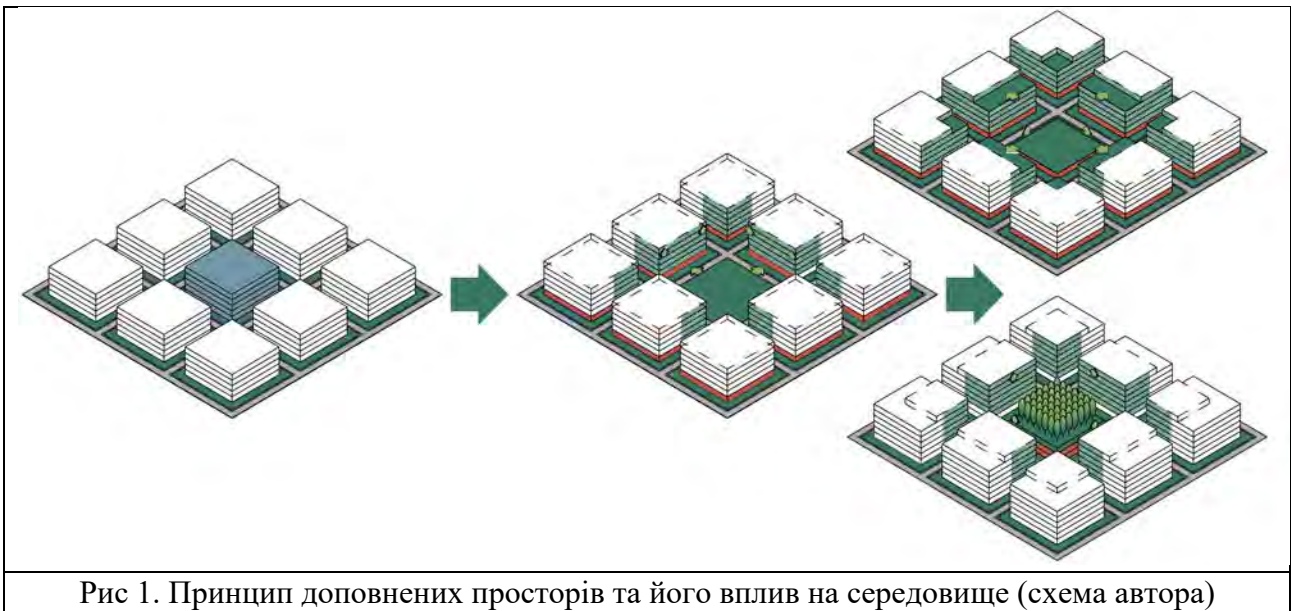 Рис 1. Принцип доповнених просторів та його вплив на середовище (схема автора)